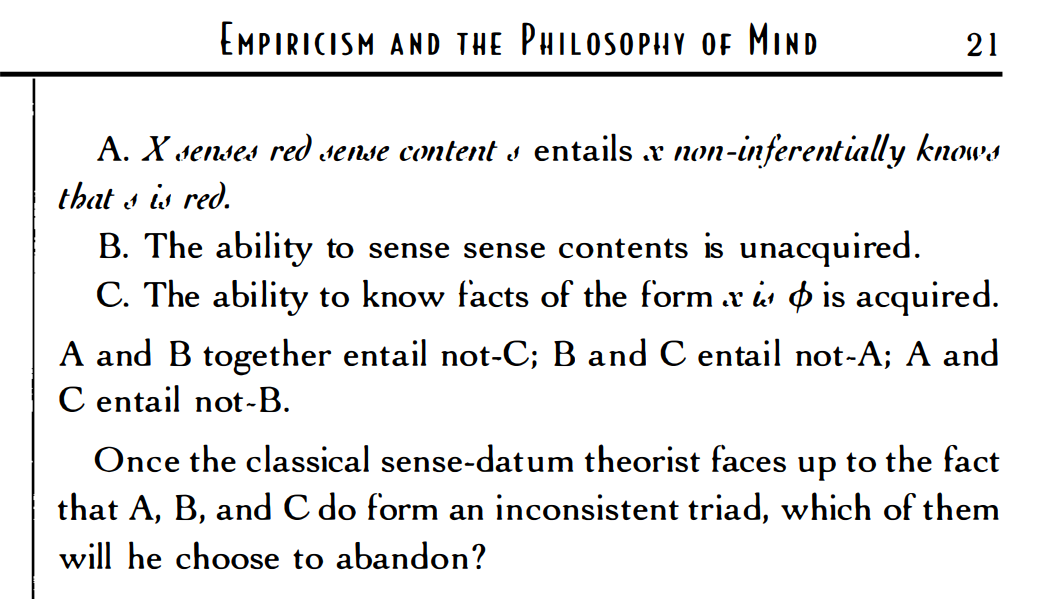 EMPIRICISM AND THE PHILOSOPHY OF MIND 21
A. X senses red sense content s entails x non-inferentially knows
that s is red.
B. The ability to sense sense contents is unacquired.
C. The ability to know facts of the form x is ϕ is acquired.
A and B together entail not-C; B and C entail not-A; A and
C entail not-B.
Once the classical sense-datum theorist faces up to the fact
that A, B, and C do form an inconsistent triad, which of them
will he choose to abandon?